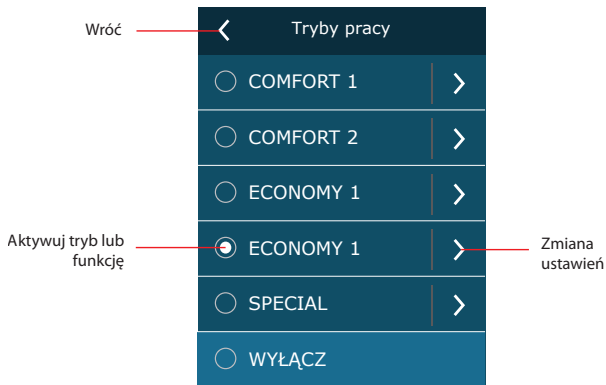 Wróć
Tryby pracy
COMFORT 1
COMFORT 2
ECONOMY 1
Aktywuj tryb lub
funkcję
ECONOMY 1
Zmiana
ustawień
SPECIAL
WYŁĄCZ